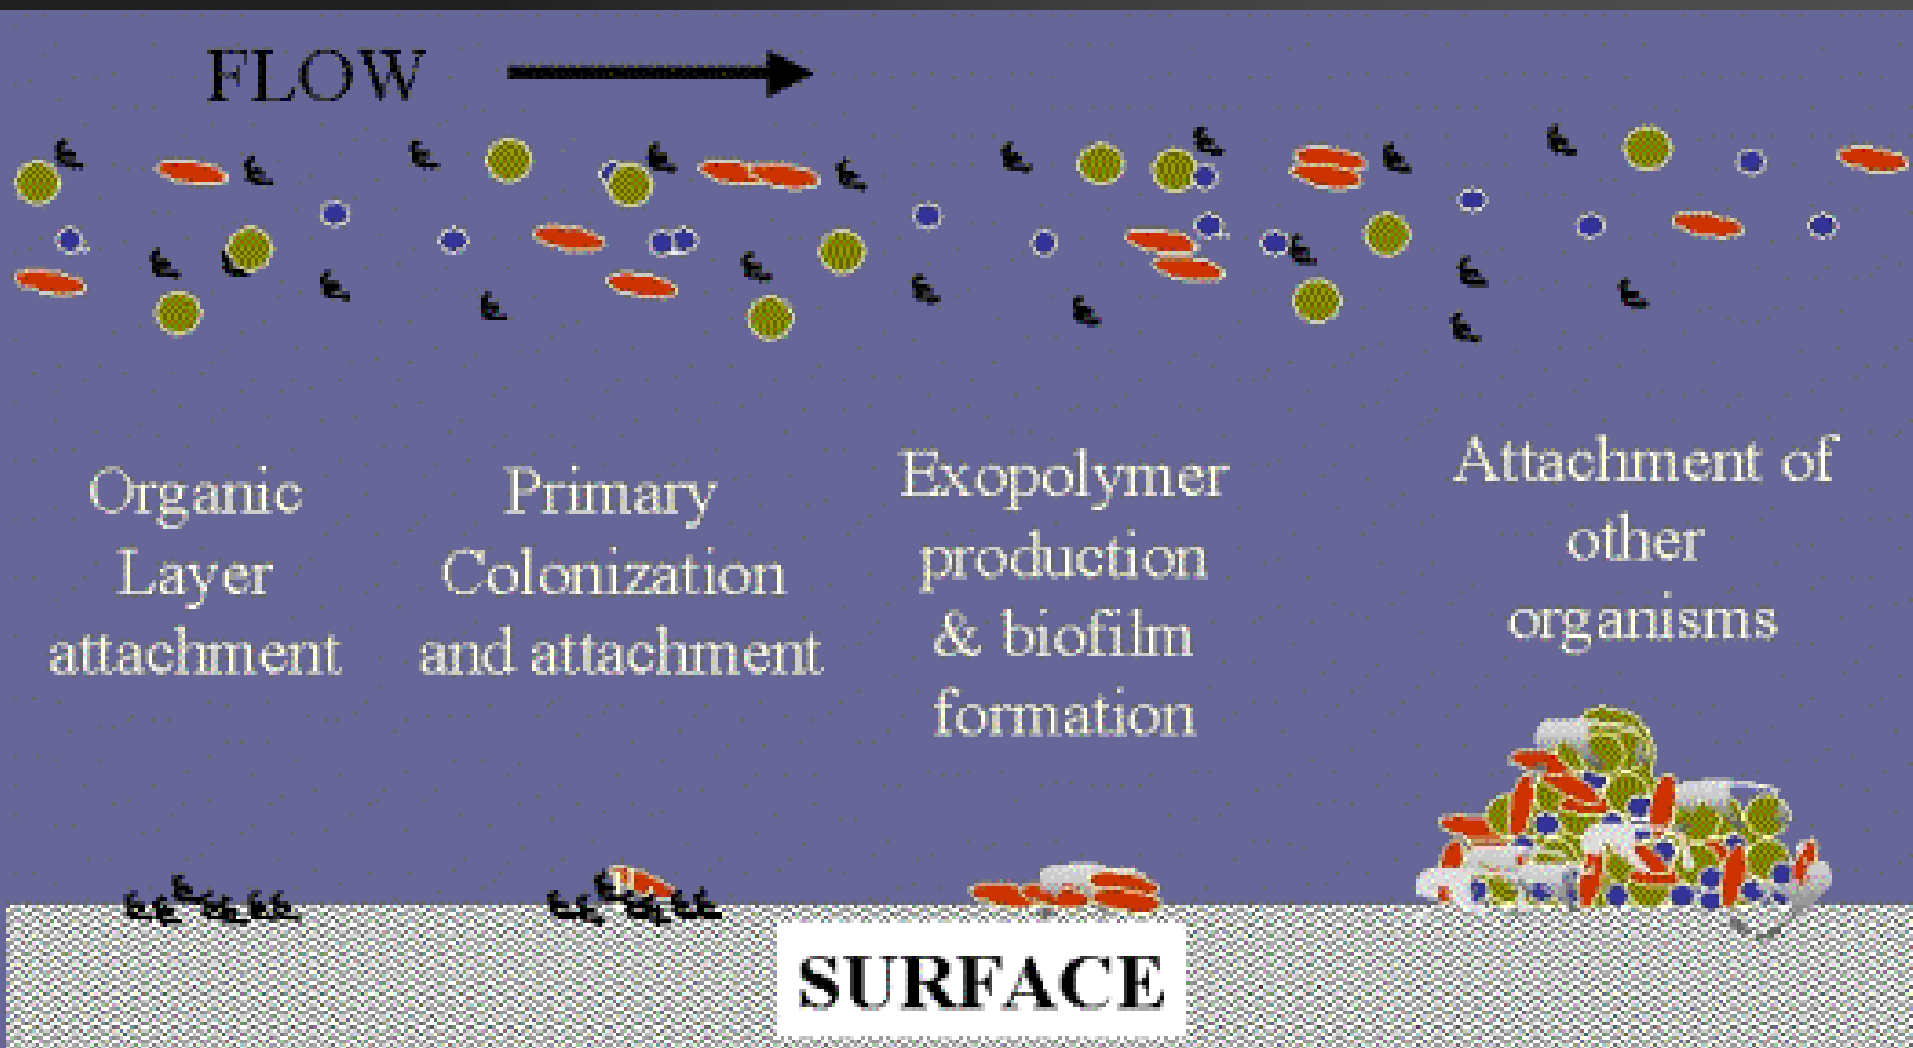 FLOW
Organic
Layer
attachment
Primary
Colonization
and attachment
Exopolymer
production
& biofilm
formation
Attachment of
other
organisms
SURFACE